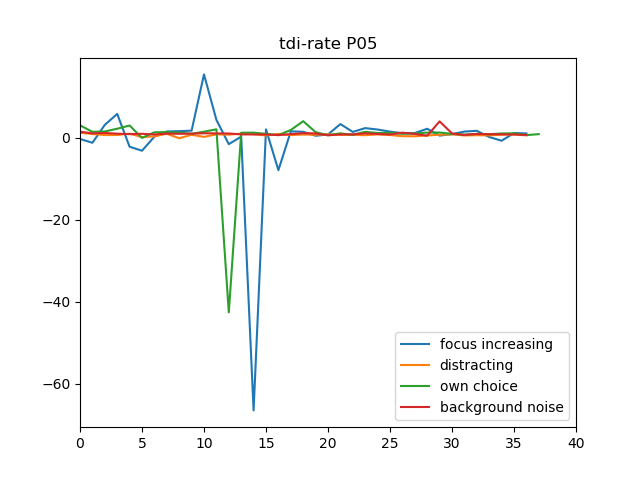 tdi-rate P05
0
−20
−40
−60
0 5 10 15 20 25 30 35 40
focus increasing
distracting
own choice
background noise